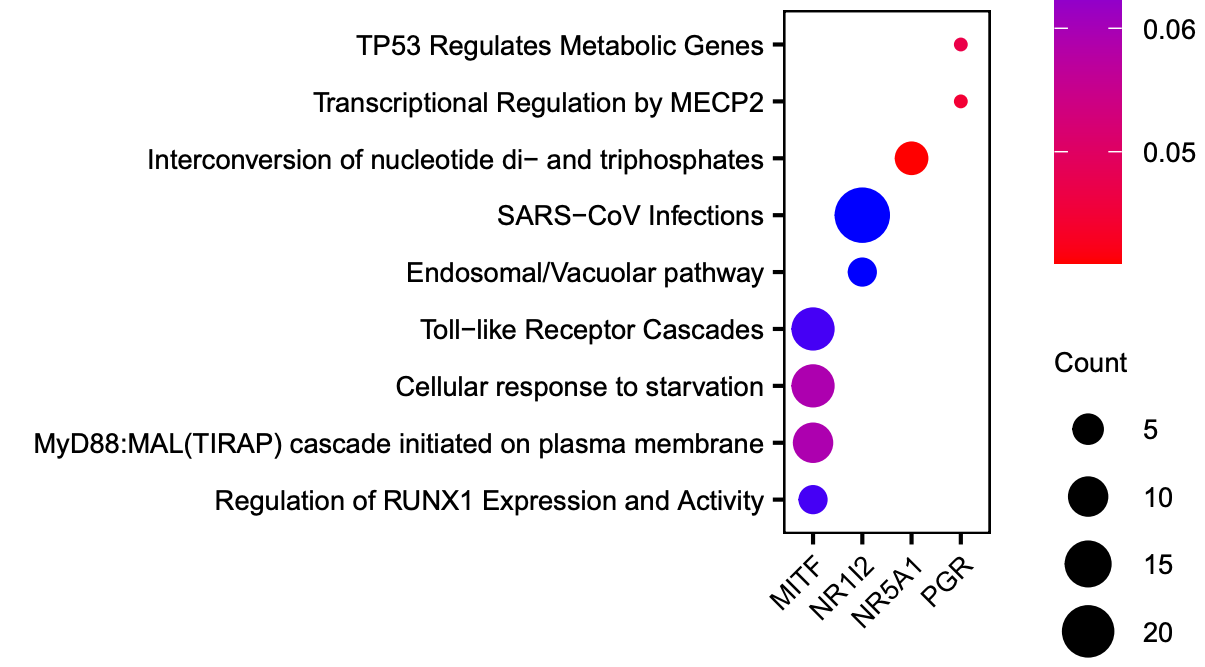 TP53 Regulates Metabolic Genes
Transcriptional Regulation by MECP2
Interconversion of nucleotide di− and triphosphates
SARS−CoV Infections
Endosomal/Vacuolar pathway
Toll−like Receptor Cascades
Cellular response to starvation
MyD88:MAL(TIRAP) cascade initiated on plasma membrane
Regulation of RUNX1 Expression and Activity
MITF
NR1I2
NR5A1
PGR
0.06
0.05
Count
5
10
15
20